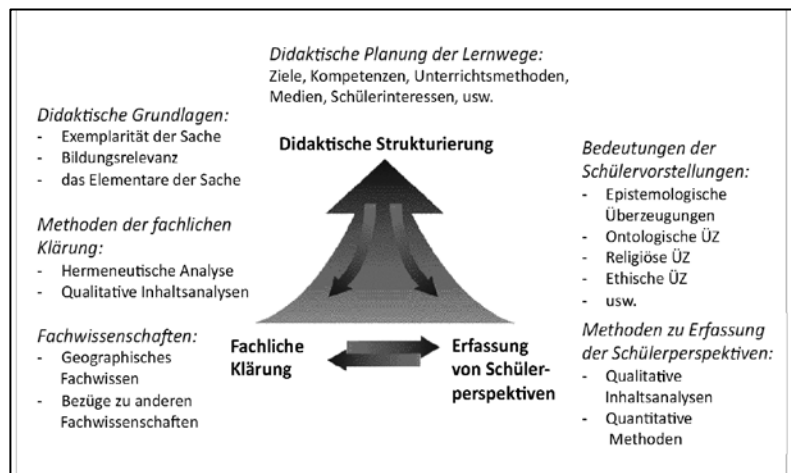 Didaktische Planung der Lernwege:
Ziele, Kompetenzen, Unterrichtsmethoden,
Medien, Schülerinteressen, usw.
Didaktische Grundlagen:
- Exemplarität der Sache
- Bildungsrelevanz
- das Elementare der Sache
Methoden der fachlichen
Klärung:
- Hermeneutische Analyse
- Qualitative Inhaltsanalysen
Fachwissenschaften:
- Geographisches
Fachwissen
- Bezüge zu anderen
Fachwissenschaften
Didaktische Strukturierung
Fachliche
Klärung
Erfassung
von Schüler-
perspektiven
Bedeutungen der
Schülervorstellungen:
- Epistemologische
Überzeugungen
- Ontologische ÜZ
- Religiöse ÜZ
- Ethische ÜZ
- usw.
Methoden zu Erfassung
der Schülerperspektiven:
- Qualitative
Inhaltsanalysen
- Quantitative
Methoden